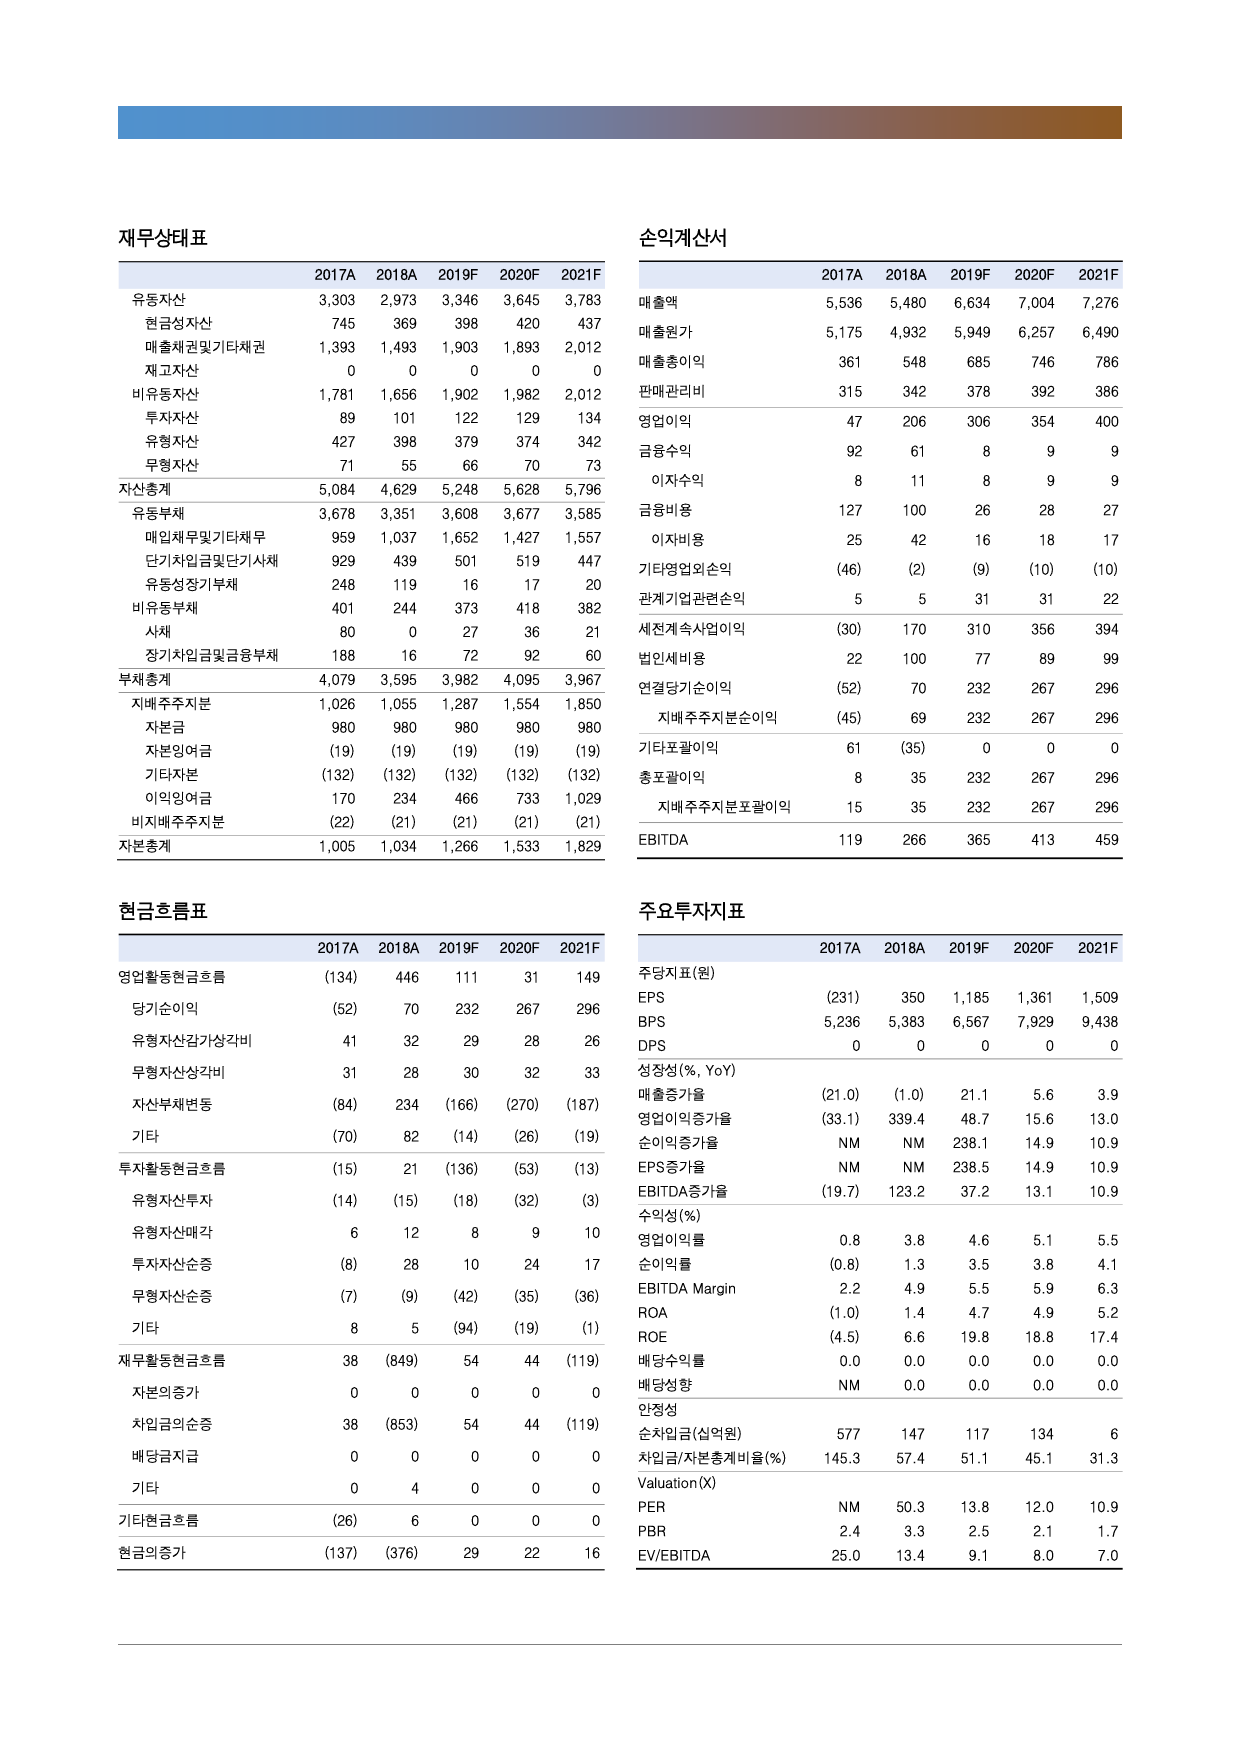 재무상태표
2017A 2018A 2019F 2020F 2021F
유동자산 3,303 2,973 3,346 3,645 3,783
현금성자산 745 369 398 420 437
매출채권및기타채권 1,393 1,493 1,903 1,893 2,012
재고자산 0 0 0 0 0
비유동자산 1,781 1,656 1,902 1,982 2,012
투자자산 89 101 122 129 134
유형자산 427 398 379 374 342
무형자산 71 55 66 70 73
자산총계 5,084 4,629 5,248 5,628 5,796
유동부채 3,678 3,351 3,608 3,677 3,585
매입채무및기타채무 959 1,037 1,652 1,427 1,557
단기차입금및단기사채 929 439 501 519 447
유동성장기부채 248 119 16 17 20
비유동부채 401 244 373 418 382
사채 80 0 27 36 21
장기차입금및금융부채 188 16 72 92 60
부채총계 4,079 3,595 3,982 4,095 3,967
지배주주지분 1,026 1,055 1,287 1,554 1,850
자본금 980 980 980 980 980
자본잉여금 (19) (19) (19) (19) (19)
기타자본 (132) (132) (132) (132) (132)
이익잉여금 170 234 466 733 1,029
비지배주주지분 (22) (21) (21) (21) (21)
자본총계 1,005 1,034 1,266 1,533 1,829
손익계산서
2017A 2018A 2019F 2020F 2021F
매출액 5,536 5,480 6,634 7,004 7,276
매출원가 5,175 4,932 5,949 6,257 6,490
매출총이익 361 548 685 746 786
판매관리비 315 342 378 392 386
영업이익 47 206 306 354 400
금융수익 92 61 8 9 9
이자수익 8 11 8 9 9
금융비용 127 100 26 28 27
이자비용 25 42 16 18 17
기타영업외손익 (46) (2) (9) (10) (10)
관계기업관련손익 5 5 31 31 22
세전계속사업이익 (30) 170 310 356 394
법인세비용 22 100 77 89 99
연결당기순이익 (52) 70 232 267 296
지배주주지분순이익 (45) 69 232 267 296
기타포괄이익 61 (35) 0 0 0
총포괄이익 8 35 232 267 296
지배주주지분포괄이익 15 35 232 267 296
EBITDA 119 266 365 413 459
현금흐름표
2017A 2018A 2019F 2020F 2021F
영업활동현금흐름 (134) 446 111 31 149
당기순이익 (52) 70 232 267 296
유형자산감가상각비 41 32 29 28 26
무형자산상각비 31 28 30 32 33
자산부채변동 (84) 234 (166) (270) (187)
기타 (70) 82 (14) (26) (19)
투자활동현금흐름 (15) 21 (136) (53) (13)
유형자산투자 (14) (15) (18) (32) (3)
유형자산매각 6 12 8 9 10
투자자산순증 (8) 28 10 24 17
무형자산순증 (7) (9) (42) (35) (36)
기타 8 5 (94) (19) (1)
재무활동현금흐름 38 (849) 54 44 (119)
자본의증가 0 0 0 0 0
차입금의순증 38 (853) 54 44 (119)
배당금지급 0 0 0 0 0
기타 0 4 0 0 0
기타현금흐름 (26) 6 0 0 0
현금의증가 (137) (376) 29 22 16
주요투자지표
2017A 2018A 2019F 2020F 2021F
주당지표(원)
EPS (231) 350 1,185 1,361 1,509
BPS 5,236 5,383 6,567 7,929 9,438
DPS 0 0 0 0 0
성장성(%, YoY)
매출증가율 (21.0) (1.0) 21.1 5.6 3.9
영업이익증가율 (33.1) 339.4 48.7 15.6 13.0
순이익증가율 NM NM 238.1 14.9 10.9
EPS증가율 NM NM 238.5 14.9 10.9
EBITDA증가율 (19.7) 123.2 37.2 13.1 10.9
수익성(%)
영업이익률 0.8 3.8 4.6 5.1 5.5
순이익률 (0.8) 1.3 3.5 3.8 4.1
EBITDA Margin 2.2 4.9 5.5 5.9 6.3
ROA (1.0) 1.4 4.7 4.9 5.2
ROE (4.5) 6.6 19.8 18.8 17.4
배당수익률 0.0 0.0 0.0 0.0 0.0
배당성향 NM 0.0 0.0 0.0 0.0
안정성
순차입금(십억원) 577 147 117 134 6
차입금/자본총계비율(%) 145.3 57.4 51.1 45.1 31.3
Valuation(X)
PER NM 50.3 13.8 12.0 10.9
PBR 2.4 3.3 2.5 2.1 1.7
EV/EBITDA 25.0 13.4 9.1 8.0 7.0